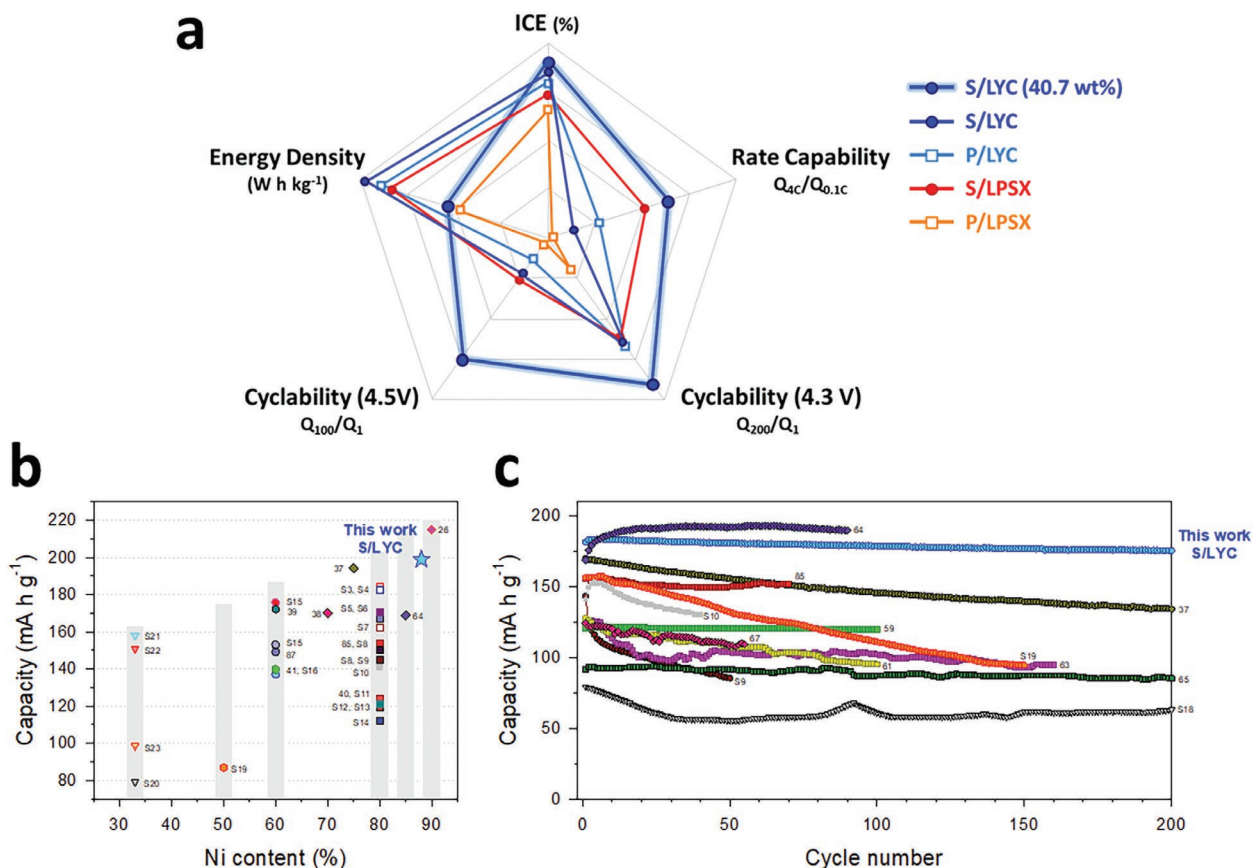 a
ICE (%)
Energy Density
(W h kg⁻¹)
Rate Capability
Q4C/Q0.1C
Cyclability (4.5V)
Q100/Q1
Cyclability (4.3 V)
Q200/Q1
S/LYC (40.7 wt%)
S/LYC
P/LYC
S/LPSX
P/LPSX
b
Capacity (mA h g⁻¹)
220
200
180
160
140
120
100
80
30
40
50
60
70
80
90
Ni content (%)
This work
S/LYC
26
37
S15
39
38
S3, S4
S5, S6
64
S7
S21
S22
S15
87
85, S8
S8, S9
S10
41, S16
40, S11
S12, S13
S14
S23
S20
S19
c
Capacity (mA h g⁻¹)
200
150
100
50
0
0
50
100
150
200
Cycle number
64
This work
S/LYC
85
37
S10
59
67
S19
63
61
S9
65
S18